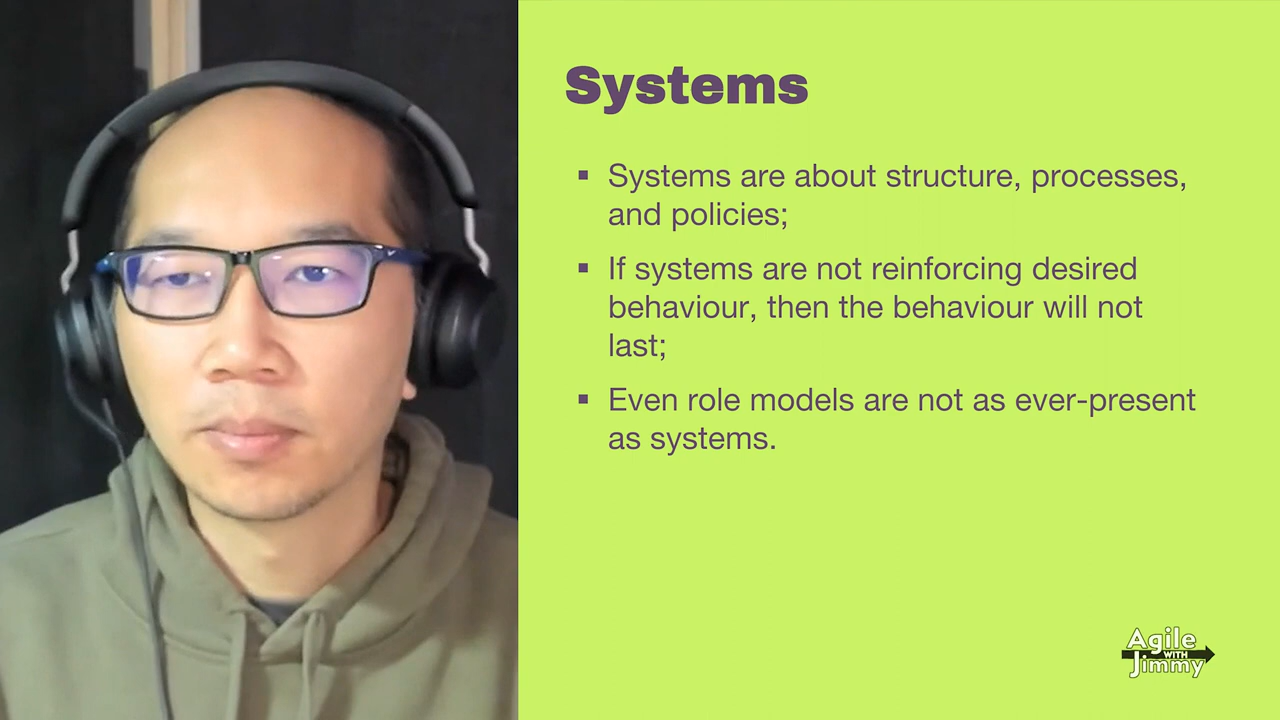 Systems
▪ Systems are about structure, processes,
and policies;
▪ If systems are not reinforcing desired
behaviour, then the behaviour will not
last;
▪ Even role models are not as ever-present
as systems.
Agile
WITH
Jimmy